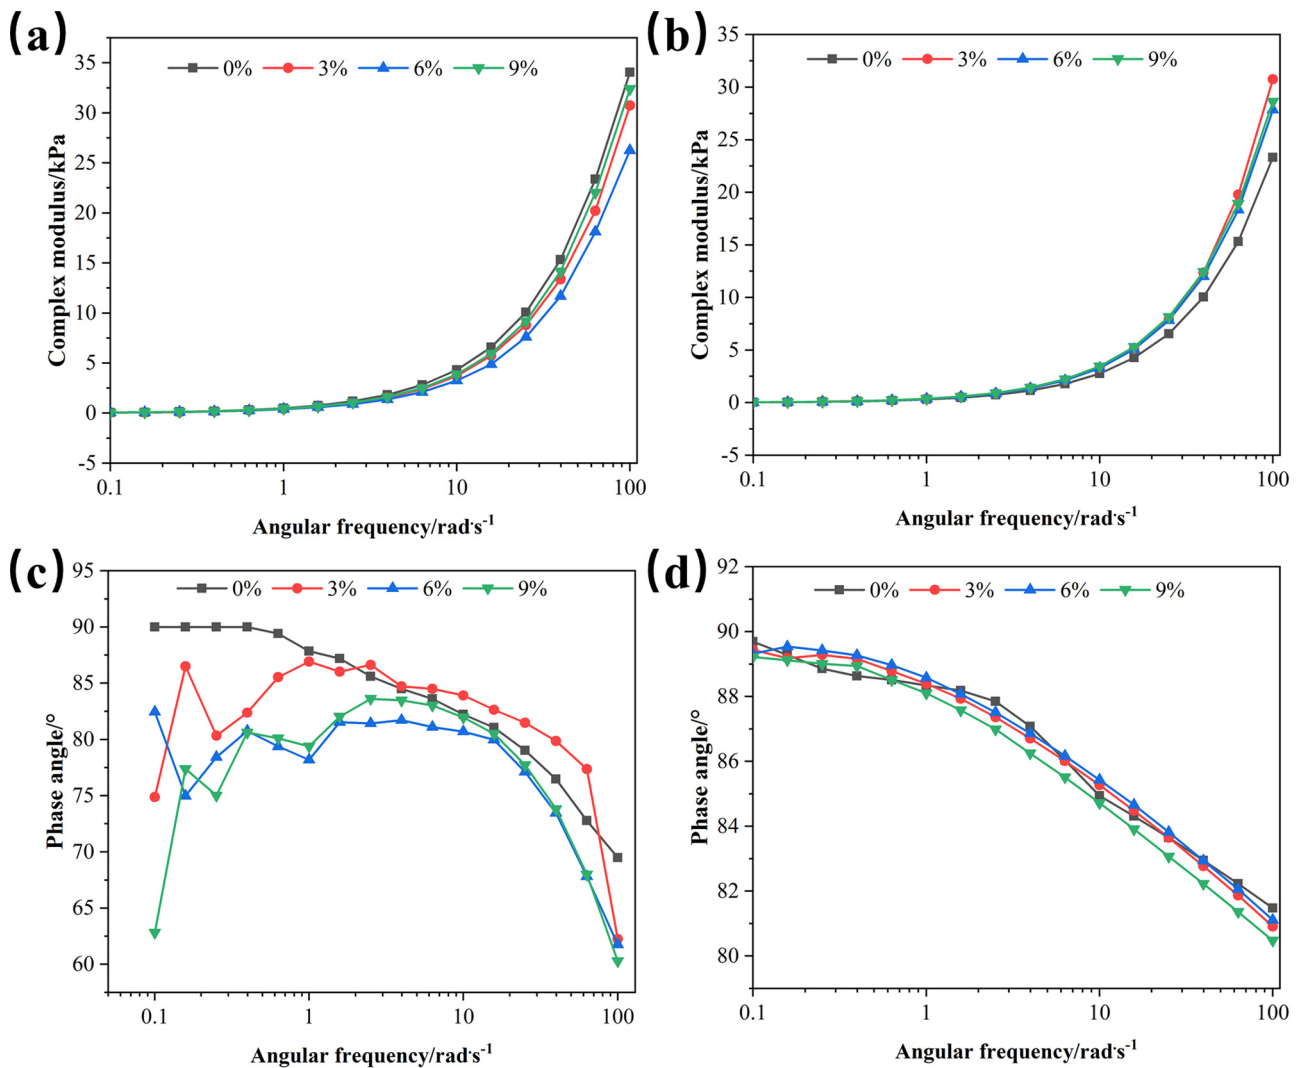 (a)
0% 3% 6% 9%
35
30
25
20
15
10
5
0
-5
Complex modulus/kPa
0.1 1 10 100
Angular frequency/rad·s⁻¹
(b)
0% 3% 6% 9%
35
30
25
20
15
10
5
0
-5
Complex modulus/kPa
0.1 1 10 100
Angular frequency/rad·s⁻¹
(c)
0% 3% 6% 9%
95
90
85
80
75
70
65
60
Phase angle/°
0.1 1 10 100
Angular frequency/rad·s⁻¹
(d)
0% 3% 6% 9%
92
90
88
86
84
82
80
Phase angle/°
0.1 1 10 100
Angular frequency/rad·s⁻¹